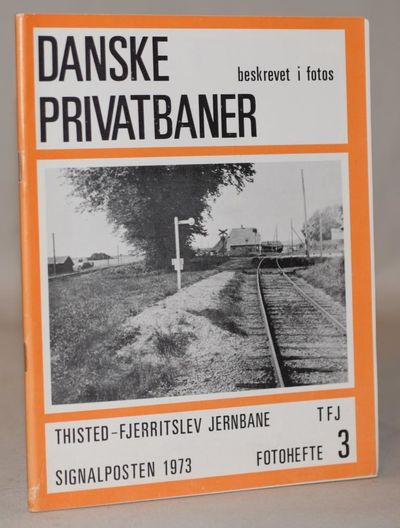 DANSKE
beskrevet i fotos
PRIVATBANER
THISTED-FJERRITSLEV JERNBANE TFJ
SIGNALPOSTEN 1973 FOTOHEFTE 3